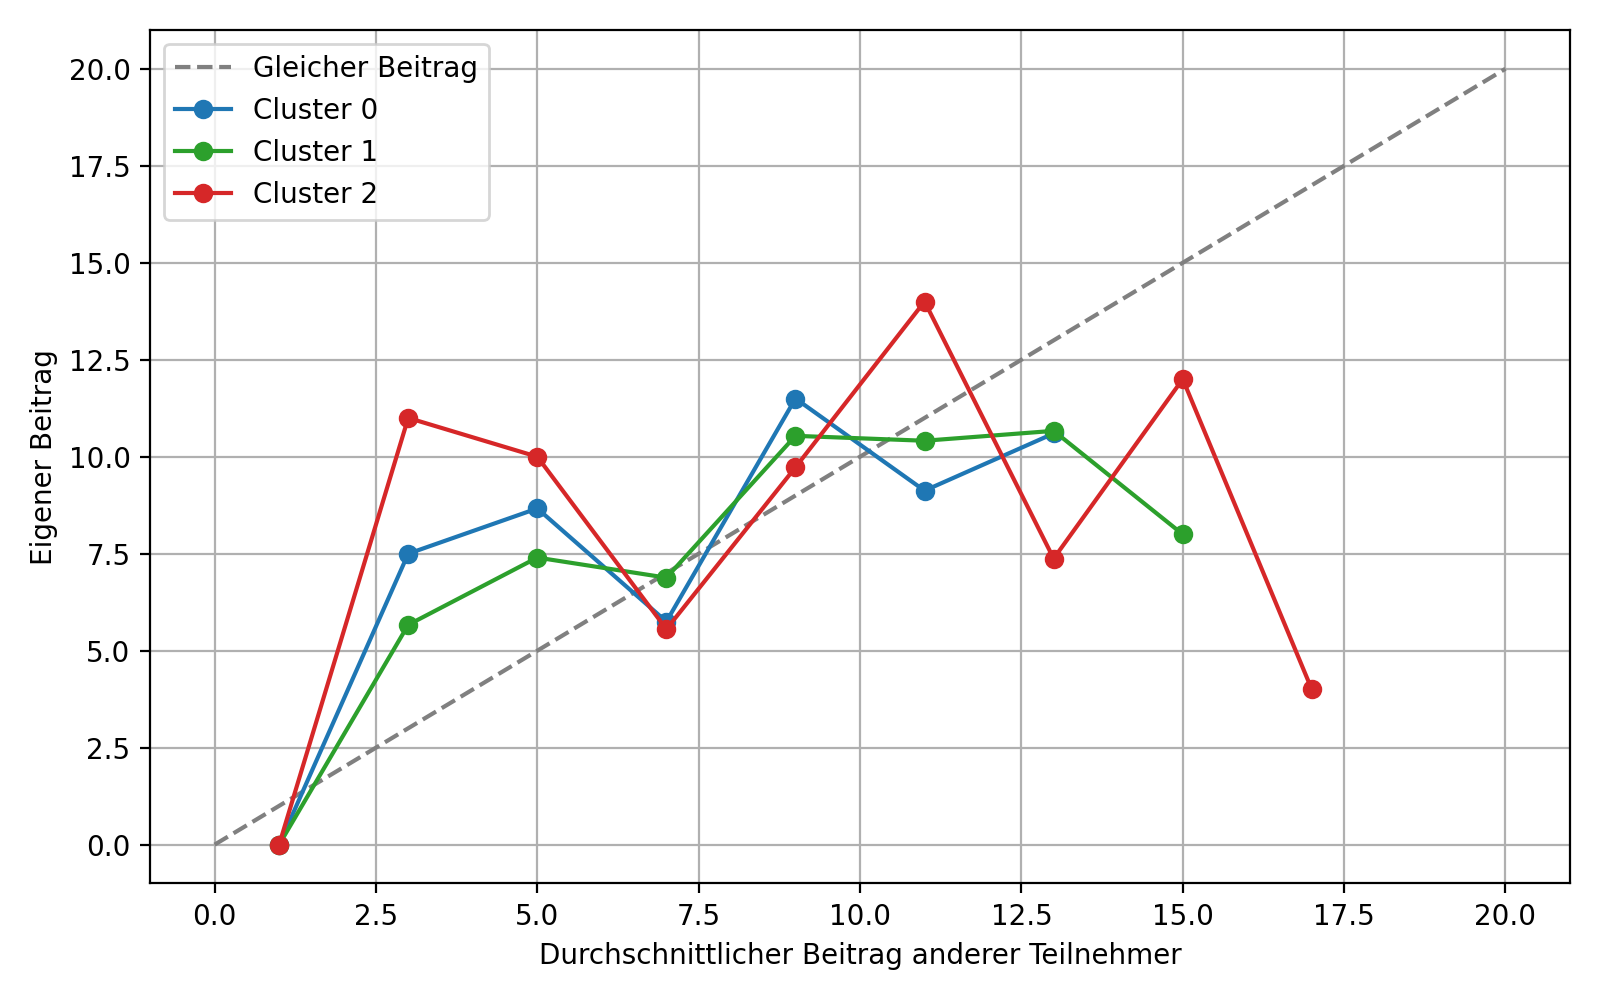 Gleicher Beitrag
Cluster 0
Cluster 1
Cluster 2
20.0
17.5
15.0
12.5
10.0
7.5
5.0
2.5
0.0
Eigener Beitrag
0.0 2.5 5.0 7.5 10.0 12.5 15.0 17.5 20.0
Durchschnittlicher Beitrag anderer Teilnehmer